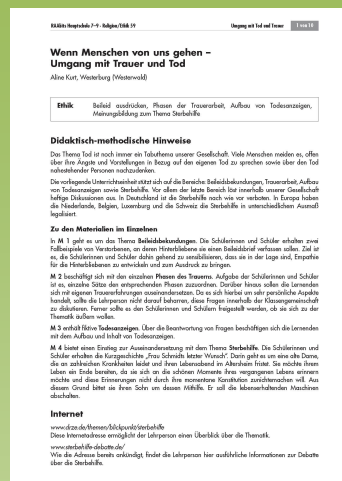 RAAbits Hauptschule 7–9 · Religion/Ethik 59
Umgang mit Tod und Trauer
1 von 18
Wenn Menschen von uns gehen –
Umgang mit Trauer und Tod
Aline Kurt, Westerburg (Westerwald)
Ethik
Beileid ausdrücken, Phasen der Trauerarbeit, Aufbau von Todesanzeigen,
Meinungsbildung zum Thema Sterbehilfe
Didaktisch-methodische Hinweise
Das Thema Tod ist noch immer ein Tabuthema unserer Gesellschaft. Viele Menschen meiden es, offen
über ihre Ängste und Vorstellungen in Bezug auf den eigenen Tod zu sprechen sowie über den Tod
nahestehender Personen nachzudenken.
Die vorliegende Unterrichtseinheit stützt sich auf die Bereiche: Beileidsbekundungen, Trauerarbeit, Aufbau
von Todesanzeigen sowie Sterbehilfe. Vor allem der letzte Bereich löst innerhalb unserer Gesellschaft
heftige Diskussionen aus. In Deutschland ist die Sterbehilfe nach wie vor verboten. In Europa haben
die Niederlande, Belgien, Luxemburg und die Schweiz die Sterbehilfe in unterschiedlichem Ausmaß
legalisiert.
Zu den Materialien im Einzelnen
In M 1 geht es um das Thema Beileidsbekundungen. Die Schülerinnen und Schüler erhalten zwei
Fallbeispiele von Verstorbenen, an deren Hinterbliebene sie einen Beileidsbrief verfassen sollen. Ziel ist
es, die Schülerinnen und Schüler dahin gehend zu sensibilisieren, dass sie in der Lage sind, Empathie
für die Hinterbliebenen zu entwickeln und zum Ausdruck zu bringen.
M 2 beschäftigt sich mit den einzelnen Phasen des Trauerns. Aufgabe der Schülerinnen und Schüler
ist es, einzelne Sätze den entsprechenden Phasen zuzuordnen. Darüber hinaus sollen die Lernenden
sich mit eigenen Trauererfahrungen auseinandersetzen. Da es sich hierbei um sehr persönliche Aspekte
handelt, sollte die Lehrperson nicht darauf beharren, diese Fragen innerhalb der Klassengemeinschaft
zu diskutieren. Ferner sollte es den Schülerinnen und Schülern freigestellt werden, ob sie sich zu der
Thematik äußern wollen.
M 3 enthält fiktive Todesanzeigen. Über die Beantwortung von Fragen beschäftigen sich die Lernenden
mit dem Aufbau und Inhalt von Todesanzeigen.
M 4 bietet einen Einstieg zur Auseinandersetzung mit dem Thema Sterbehilfe. Die Schülerinnen und
Schüler erhalten die Kurzgeschichte „Frau Schmidts letzter Wunsch“. Darin geht es um eine alte Dame,
die an zahlreichen Krankheiten leidet und ihren Lebensabend im Altersheim fristet. Sie möchte ihrem
Leben ein Ende bereiten, da sie sich an die schönen Momente ihres vergangenen Lebens erinnern
möchte und diese Erinnerungen nicht durch ihre momentane Konstitution zunichtemachen will. Aus
diesem Grund bittet sie ihren Sohn um dessen Mithilfe. Er soll die lebenserhaltenden Maschinen
abschalten.
Internet
www.drze.de/themen/blickpunkt/sterbehilfe
Diese Internetadresse ermöglicht der Lehrperson einen Überblick über die Thematik.
www.sterbehilfe-debatte.de/
Wie die Adresse bereits ankündigt, findet die Lehrperson hier ausführliche Informationen zur Debatte
über die Sterbehilfe.